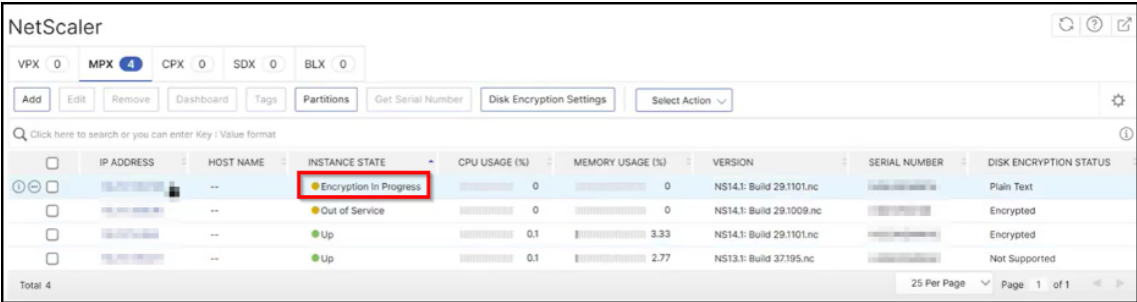 NetScaler
VPX 0 MPX 4 CPX 0 SDX 0 BLX 0
Add Edit Remove Dashboard Tags Partitions Get Serial Number Disk Encryption Settings Select Action
Click here to search or you can enter Key : Value format
IP ADDRESS HOST NAME INSTANCE STATE CPU USAGE (%) MEMORY USAGE (%) VERSION SERIAL NUMBER DISK ENCRYPTION STATUS
-- Encryption In Progress 0 0 NS14.1: Build 29.1101.nc Plain Text
-- Out of Service 0 0 NS14.1: Build 29.1009.nc Encrypted
-- Up 0.1 3.33 NS14.1: Build 29.1101.nc Encrypted
-- Up 0.1 2.77 NS13.1: Build 37.195.nc Not Supported
Total 4 25 Per Page Page 1 of 1